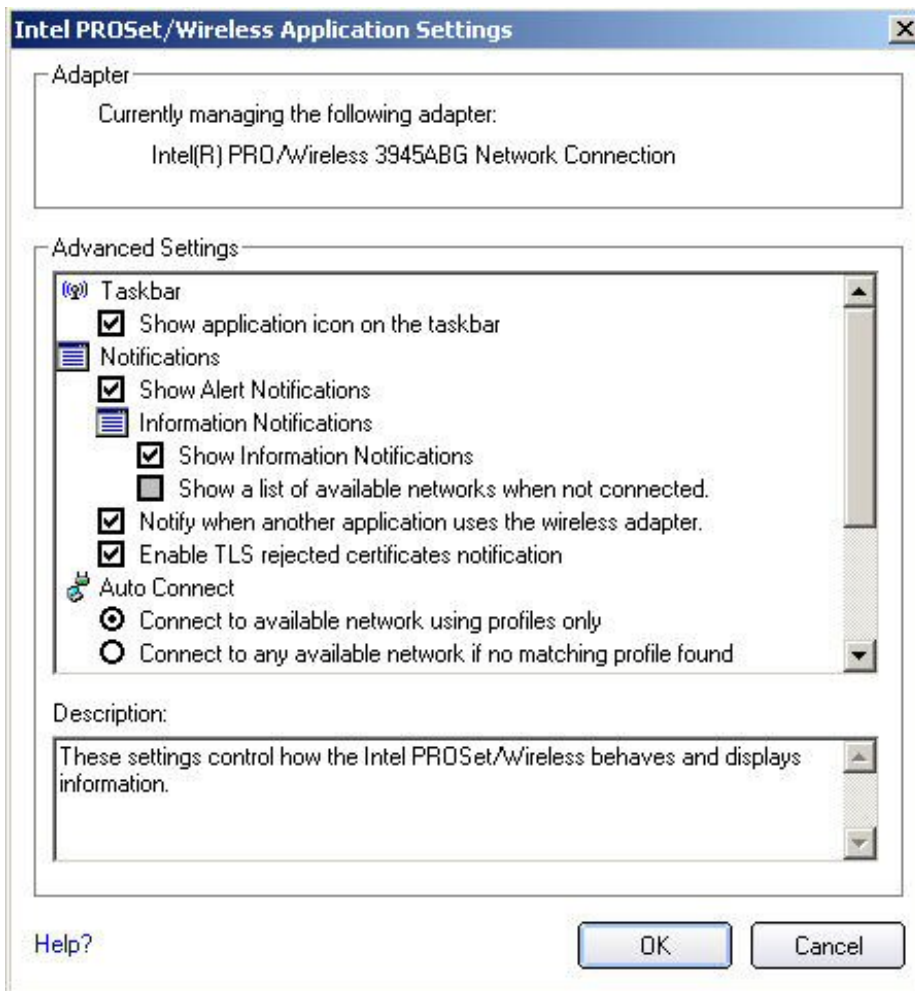 Intel PROSet/Wireless Application Settings
Adapter
Currently managing the following adapter:
Intel(R) PRO/Wireless 3945ABG Network Connection
Advanced Settings
Taskbar
Show application icon on the taskbar
Notifications
Show Alert Notifications
Information Notifications
Show Information Notifications
Show a list of available networks when not connected.
Notify when another application uses the wireless adapter.
Enable TLS rejected certificates notification
Auto Connect
Connect to available network using profiles only
Connect to any available network if no matching profile found
Description:
These settings control how the Intel PROSet/Wireless behaves and displays
information.
Help?
OK
Cancel